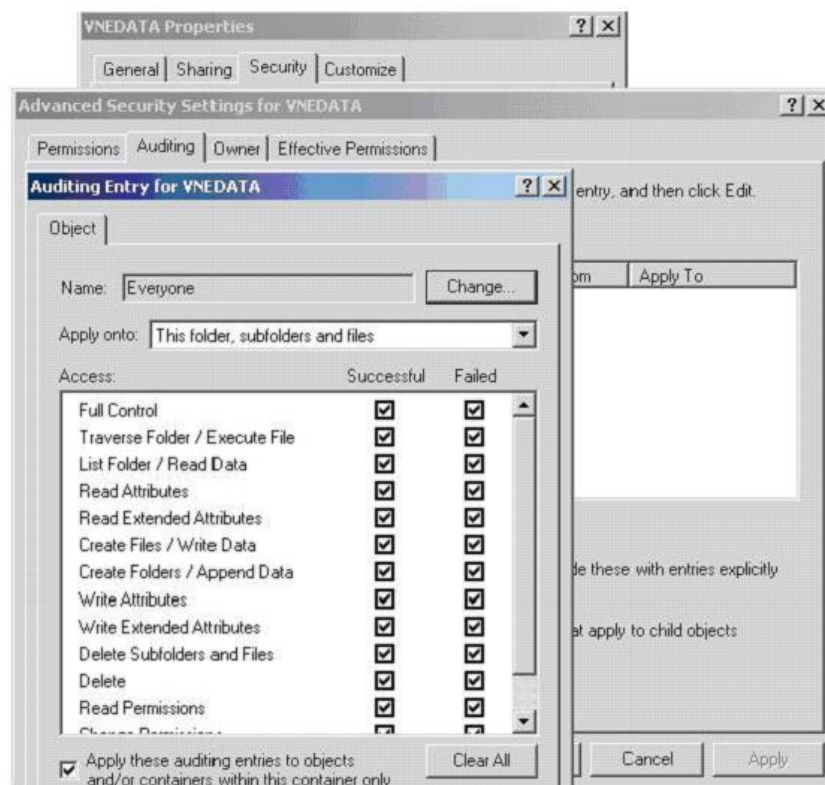 VNEDATA Properties
General Sharing Security Customize
Advanced Security Settings for VNEDATA
Permissions Auditing Owner Effective Permissions
Auditing Entry for VNEDATA
entry, and then click Edit.
Object
Name: Everyone Change...
om Apply To
Apply onto: This folder, subfolders and files
Access: Successful Failed
Full Control
Traverse Folder / Execute File
List Folder / Read Data
Read Attributes
Read Extended Attributes
Create Files / Write Data
Create Folders / Append Data
de these with entries explicitly
Write Attributes
Write Extended Attributes
at apply to child objects
Delete Subfolders and Files
Delete
Read Permissions
Change Permissions
Apply these auditing entries to objects
and/or containers within this container only
Clear All
Cancel Apply